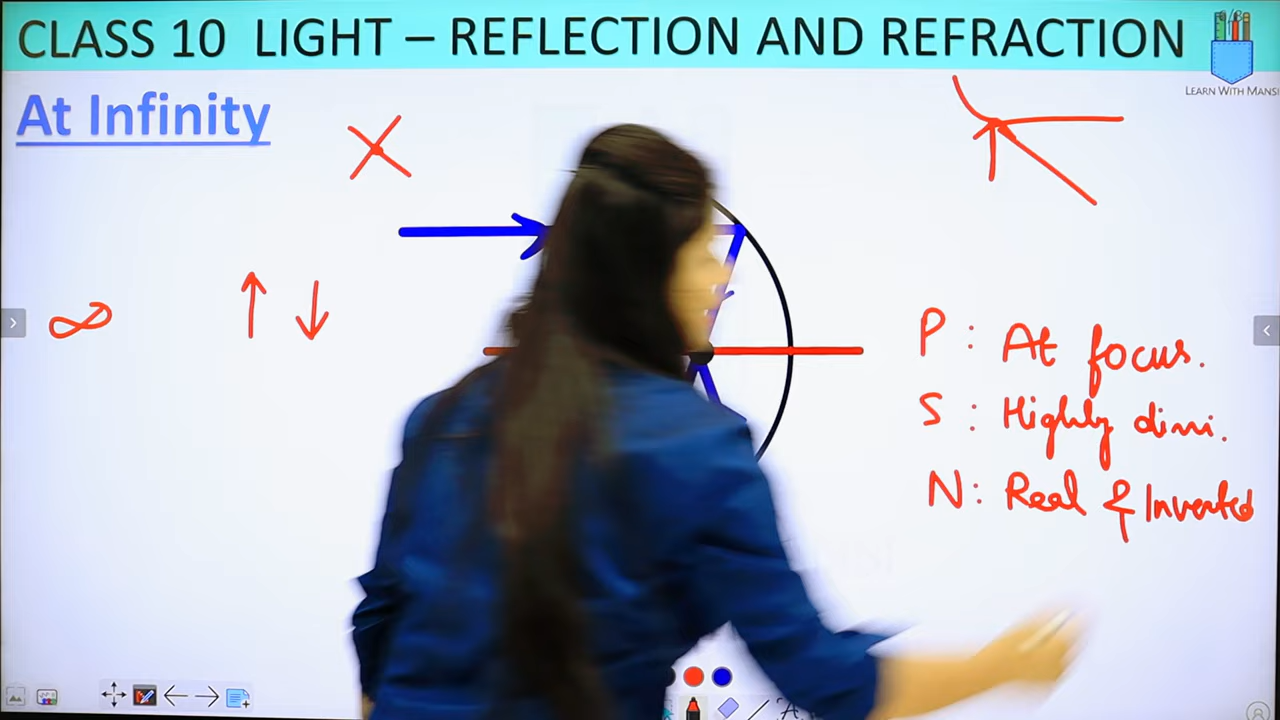 CLASS 10 LIGHT – REFLECTION AND REFRACTION
LEARN WITH MANSI
At Infinity
∞
P : At focus.
S : Highly dimi.
N : Real & Inverted